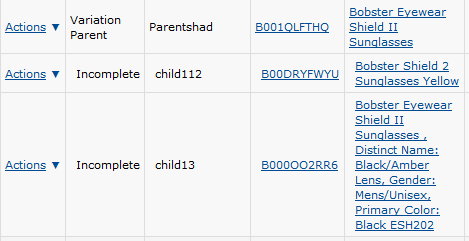 Actions ▼ Variation Parent Parentshad B001QLFTHQ Bobster Eyewear
Shield II
Sunglasses
Actions ▼ Incomplete child112 B00DRYFWYU Bobster Shield 2
Sunglasses Yellow
Actions ▼ Incomplete child13 B000OO2RR6 Bobster Eyewear
Shield II
Sunglasses ,
Distinct Name:
Black/Amber
Lens, Gender:
Mens/Unisex,
Primary Color:
Black ESH202